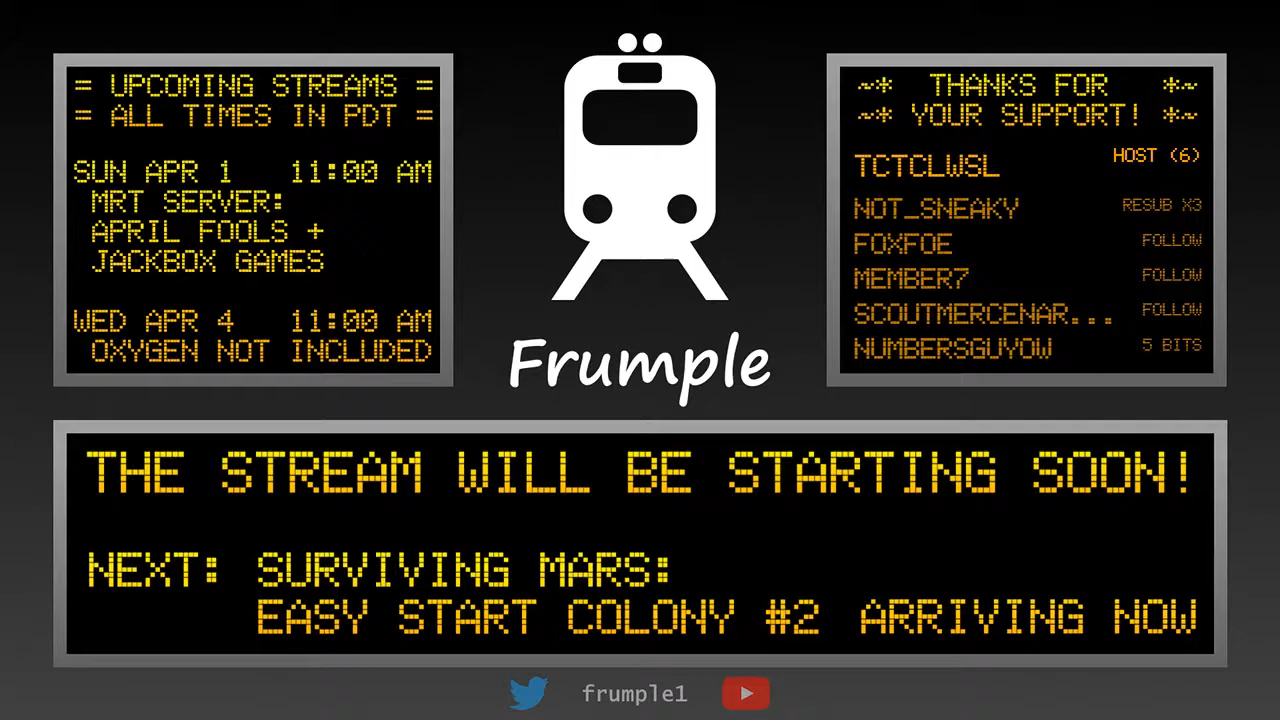 = UPCOMING STREAMS =
= ALL TIMES IN PDT =
SUN APR 1 11:00 AM
MRT SERVER:
APRIL FOOLS +
JACKBOX GAMES
WED APR 4 11:00 AM
OXYGEN NOT INCLUDED
Frumple
~* THANKS FOR *~
~* YOUR SUPPORT! *~
TCTCLWSL HOST (6)
NOT_SNEAKY RESUB X3
FOXFOE FOLLOW
MEMBER7 FOLLOW
SCOUTMERCENAR... FOLLOW
NUMBERSGUYOW 5 BITS
THE STREAM WILL BE STARTING SOON!
NEXT: SURVIVING MARS:
EASY START COLONY #2 ARRIVING NOW
frumple1